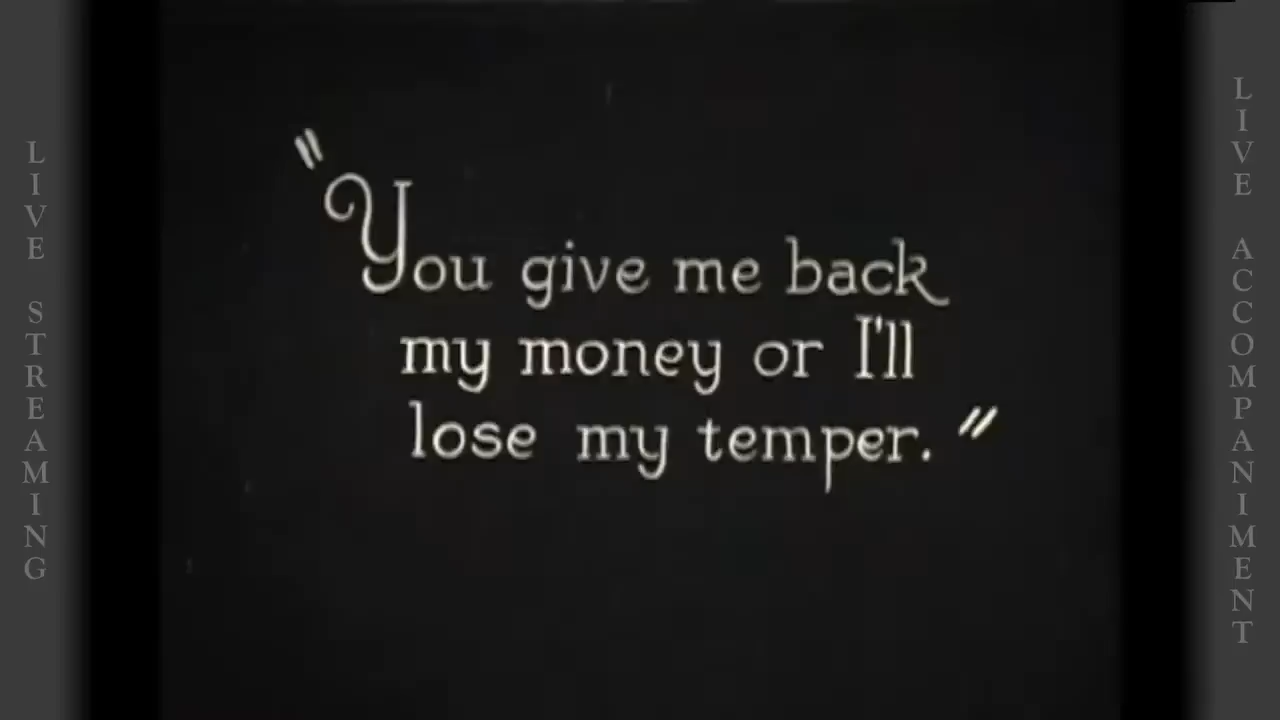 LIVE STREAMING
"You give me back
my money or I'll
lose my temper."
LIVE ACCOMPANIMENT